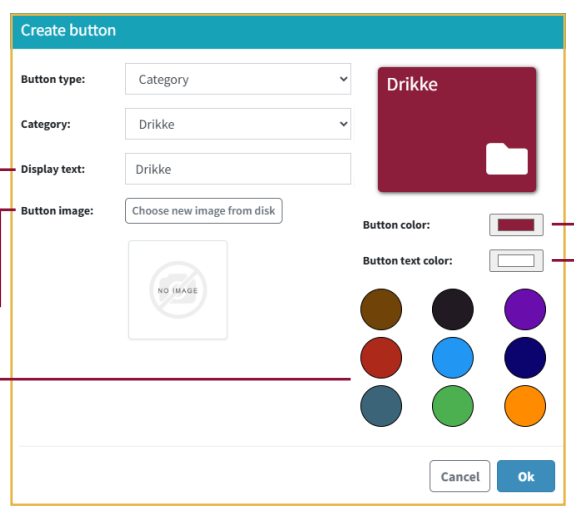 Create button
Button type:
Category
Category:
Drikke
Display text:
Drikke
Button image:
Choose new image from disk
NO IMAGE
Drikke
Button color:
Button text color:
Cancel
Ok